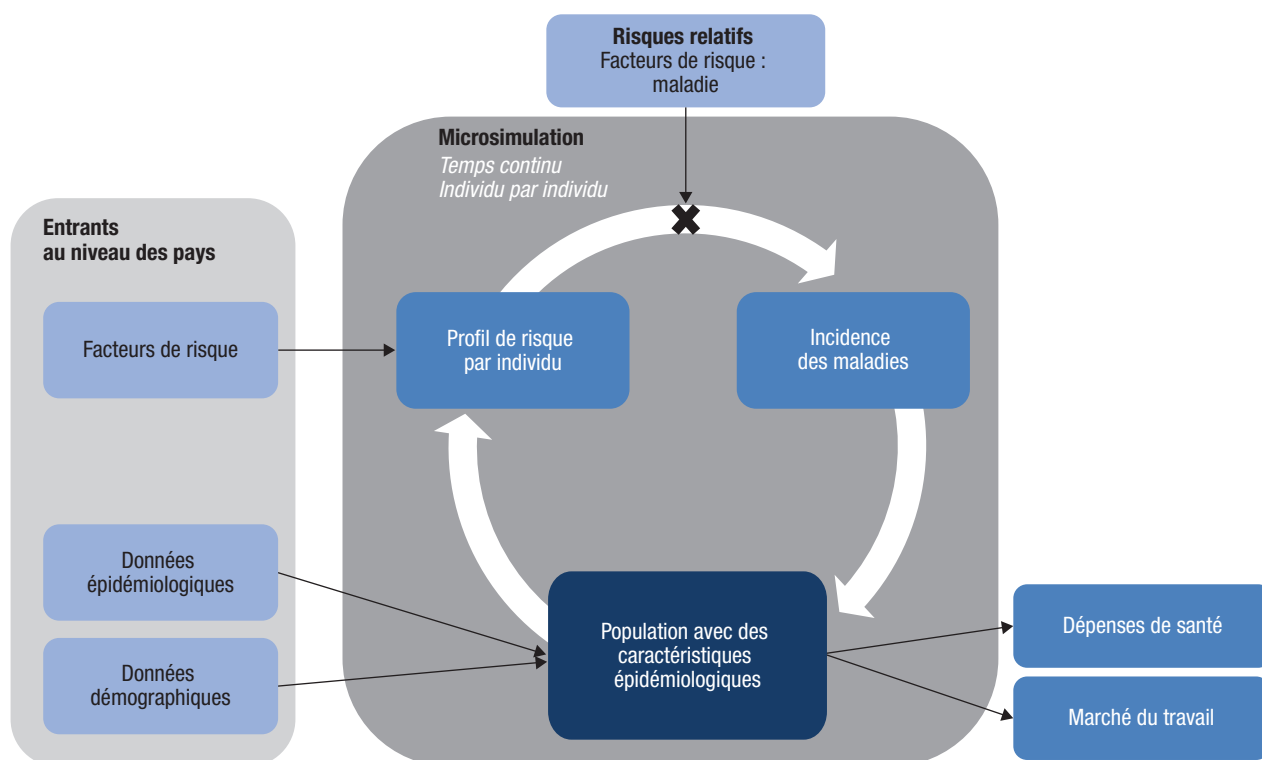 Risques relatifs
Facteurs de risque :
maladie
Microsimulation
Temps continu
Individu par individu
Entrants
au niveau des pays
Facteurs de risque
Profil de risque
par individu
Incidence
des maladies
Données
épidémiologiques
Données
démographiques
Population avec des
caractéristiques
épidémiologiques
Dépenses de santé
Marché du travail